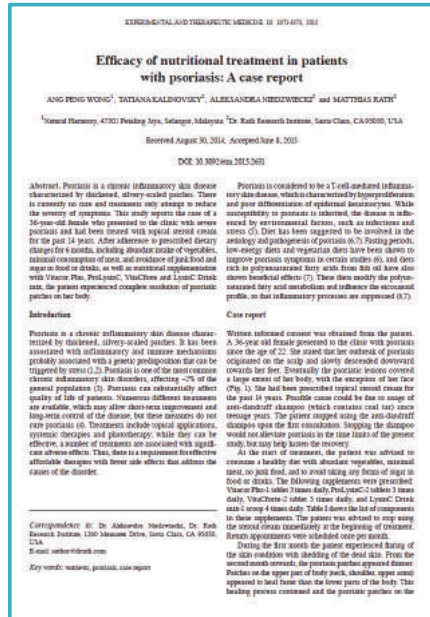 EXPERIMENTAL AND THERAPEUTIC MEDICINE 10: 1071-1073, 2015
Efficacy of nutritional treatment in patients
with psoriasis: A case report
ANG PENG WONG¹, TATIANA KALINOVSKY², ALEKSANDRA NIEDZWIECKI² and MATTHIAS RATH²
¹Natural Harmony, 47301 Petaling Jaya, Selangor, Malaysia; ²Dr. Rath Research Institute, Santa Clara, CA 95050, USA
Received August 30, 2014; Accepted June 8, 2015
DOI: 10.3892/etm.2015.2631
Abstract. Psoriasis is a chronic inflammatory skin disease
characterized by thickened, silvery-scaled patches. There
is currently no cure and treatments only attempt to reduce
the severity of symptoms. This study reports the case of a
36-year-old female who presented to the clinic with severe
psoriasis and had been treated with topical steroid cream
for the past 14 years. After adherence to prescribed dietary
changes for 6 months, including abundant intake of vegetables,
minimal consumption of meat, and avoidance of junk food and
sugar in food or drinks, as well as nutritional supplementation
with Vitacor Plus, ProLysinC, VitaCforte and LysinC Drink
mix, the patient experienced complete resolution of psoriatic
patches on her body.
Introduction
Psoriasis is a chronic inflammatory skin disease charac-
terized by thickened, silvery-scaled patches. It has been
associated with inflammatory and immune mechanisms
probably associated with a genetic predisposition that can be
triggered by stress (1,2). Psoriasis is one of the most common
chronic inflammatory skin disorders, affecting ~2% of the
general population (3). Psoriasis can substantially affect
quality of life of patients. Numerous different treatments
are available, which may allow short-term improvement and
long-term control of the disease, but these measures do not
cure psoriasis (4). Treatments include topical applications,
systemic therapies and phototherapy; while they can be
effective, a number of treatments are associated with signifi-
cant adverse effects. Thus, there is a requirement for effective
affordable therapies with fewer side effects that address the
causes of the disorder.
Correspondence to: Dr Aleksandra Niedzwiecki, Dr. Rath
Research Institute, 1260 Memorex Drive, Santa Clara, CA 95050,
USA
E-mail: author@drrath.com
Key words: nutrients, psoriasis, case report
Psoriasis is considered to be a T-cell-mediated inflamma-
tory skin disease, which is characterized by hyperproliferation
and poor differentiation of epidermal keratinocytes. While
susceptibility to psoriasis is inherited, the disease is influ-
enced by environmental factors, such as infections and
stress (5). Diet has been suggested to be involved in the
aetiology and pathogenesis of psoriasis (6,7). Fasting periods,
low-energy diets and vegetarian diets have been shown to
improve psoriasis symptoms in certain studies (6), and diets
rich in polyunsaturated fatty acids from fish oil have also
shown beneficial effects (7). These diets modify the polyun-
saturated fatty acid metabolism and influence the eicosanoid
profile, so that inflammatory processes are suppressed (6,7).
Case report
Written informed consent was obtained from the patient.
A 36-year old female presented to the clinic with psoriasis
since the age of 22. She stated that her outbreak of psoriasis
originated on the scalp and slowly descended downward
towards her feet. Eventually the psoriatic lesions covered
a large extent of her body, with the exception of her face
(Fig. 1). She had been prescribed topical steroid cream for
the past 14 years. Possible cause could be due to usage of
anti-dandruff shampoo (which contains coal tar) since
teenage years. The patient stopped using the anti-dandruff
shampoo upon the first consultation. Stopping the shampoo
would not alleviate psoriasis in the time limits of the present
study, but may help hasten the recovery.
At the start of treatment, the patient was advised to
consume a healthy diet with abundant vegetables, minimal
meat, no junk food, and to avoid taking any forms of sugar in
food or drinks. The following supplements were prescribed:
Vitacor Plus-1 tablet 3 times daily, ProLysinC-2 tablets 3 times
daily, VitaCforte-2 tablet 3 times daily, and LysinC Drink
mix-1 scoop 4 times daily. Table I shows the list of components
in these supplements. The patient was advised to stop using
the steroid cream immediately at the beginning of treatment.
Return appointments were scheduled once per month.
During the first month the patient experienced flaring of
the skin condition with shedding of the dead skin. From the
second month onwards, the psoriasis patches appeared thinner.
Patches on the upper part of body (neck, shoulder, upper arms)
appeared to heal faster than the lower parts of the body. This
healing process continued and the psoriatic patches on the